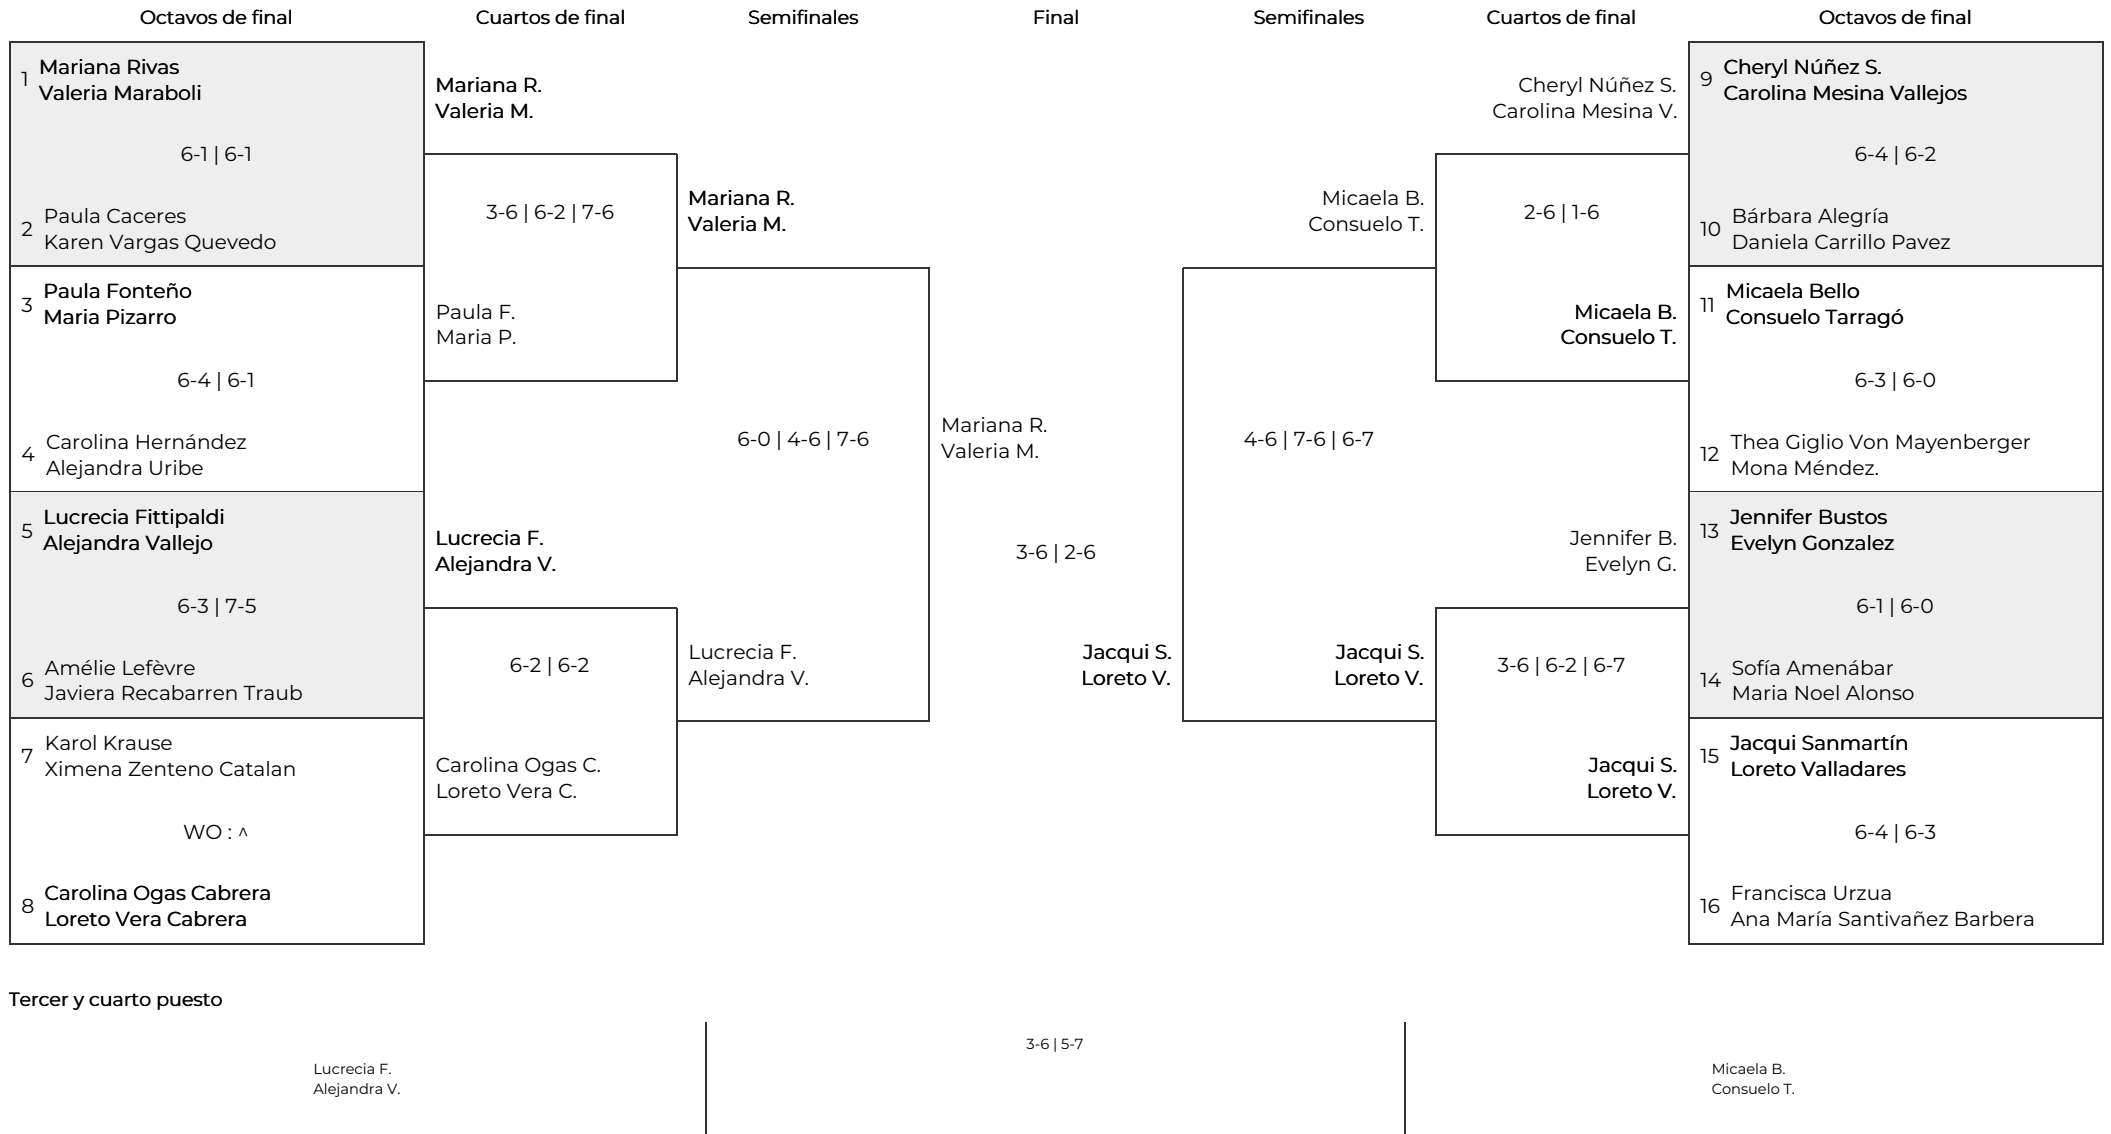 Octavos de final
Cuartos de final
Semifinales
Final
Semifinales
Cuartos de final
Octavos de final
1
Mariana Rivas
Valeria Maraboli
6-1 | 6-1
2
Paula Caceres
Karen Vargas Quevedo
3
Paula Fonteño
Maria Pizarro
6-4 | 6-1
4
Carolina Hernández
Alejandra Uribe
5
Lucrecia Fittipaldi
Alejandra Vallejo
6-3 | 7-5
6
Amélie Lefèvre
Javiera Recabarren Traub
7
Karol Krause
Ximena Zenteno Catalan
WO : ^
8
Carolina Ogas Cabrera
Loreto Vera Cabrera
Mariana R.
Valeria M.
3-6 | 6-2 | 7-6
Paula F.
Maria P.
Lucrecia F.
Alejandra V.
6-2 | 6-2
Carolina Ogas C.
Loreto Vera C.
Mariana R.
Valeria M.
6-0 | 4-6 | 7-6
Lucrecia F.
Alejandra V.
Mariana R.
Valeria M.
3-6 | 2-6
Jacqui S.
Loreto V.
Micaela B.
Consuelo T.
4-6 | 7-6 | 6-7
Jacqui S.
Loreto V.
Cheryl Núñez S.
Carolina Mesina V.
2-6 | 1-6
Micaela B.
Consuelo T.
Jennifer B.
Evelyn G.
3-6 | 6-2 | 6-7
Jacqui S.
Loreto V.
9
Cheryl Núñez S.
Carolina Mesina Vallejos
6-4 | 6-2
10
Bárbara Alegría
Daniela Carrillo Pavez
11
Micaela Bello
Consuelo Tarragó
6-3 | 6-0
12
Thea Giglio Von Mayenberger
Mona Méndez.
13
Jennifer Bustos
Evelyn Gonzalez
6-1 | 6-0
14
Sofía Amenábar
Maria Noel Alonso
15
Jacqui Sanmartín
Loreto Valladares
6-4 | 6-3
16
Francisca Urzua
Ana María Santivañez Barbera
Tercer y cuarto puesto
Lucrecia F.
Alejandra V.
3-6 | 5-7
Micaela B.
Consuelo T.